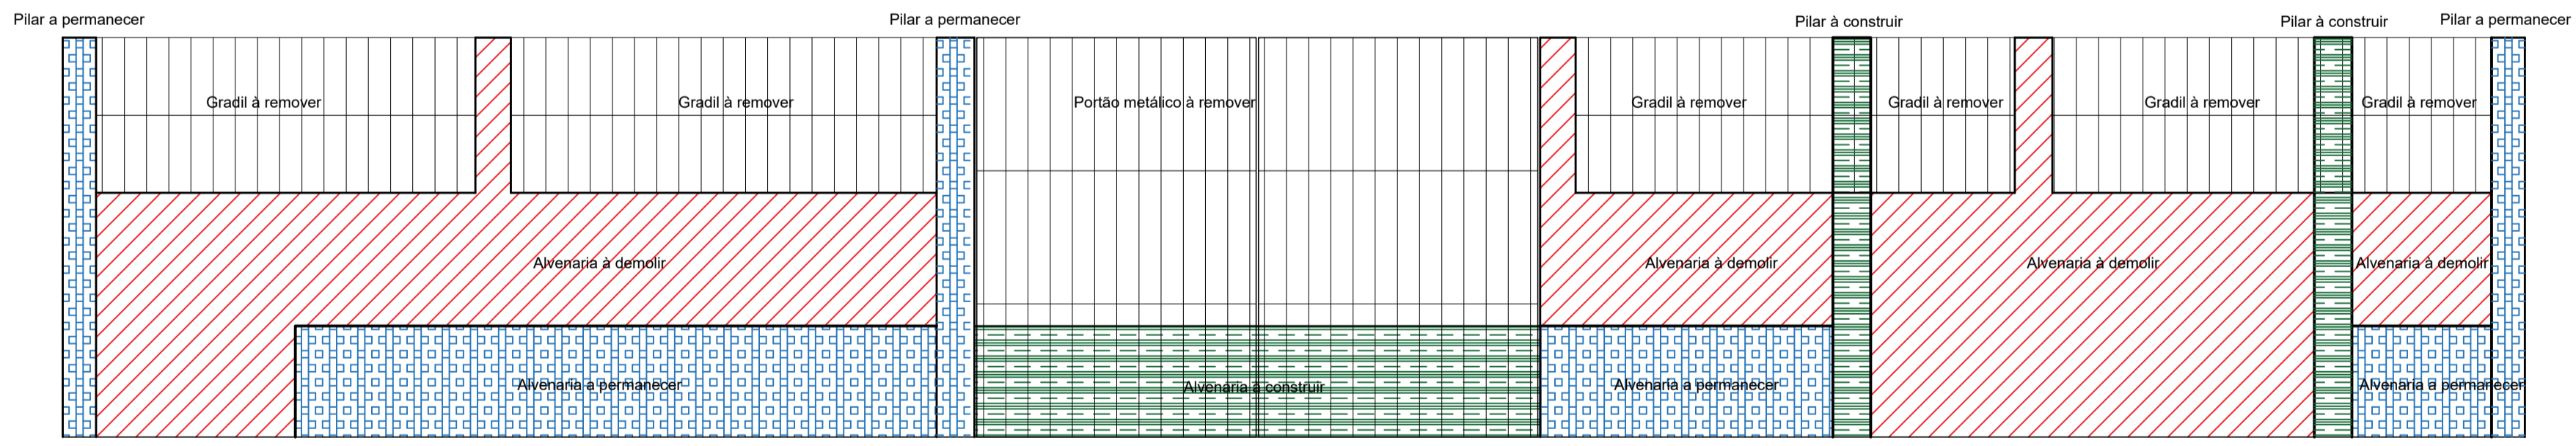 Pilar a permanecer
Pilar a permanecer
Pilar à construir
Pilar à construir
Pilar a permanecer
Gradil à remover
Gradil à remover
Portão metálico à remover
Gradil à remover
Gradil à remover
Gradil à remover
Gradil à remover
Alvenaria à demolir
Alvenaria à demolir
Alvenaria à demolir
Alvenaria à demolir
Alvenaria a permanecer
Alvenaria à construir
Alvenaria a permanecer
Alvenaria a permanecer